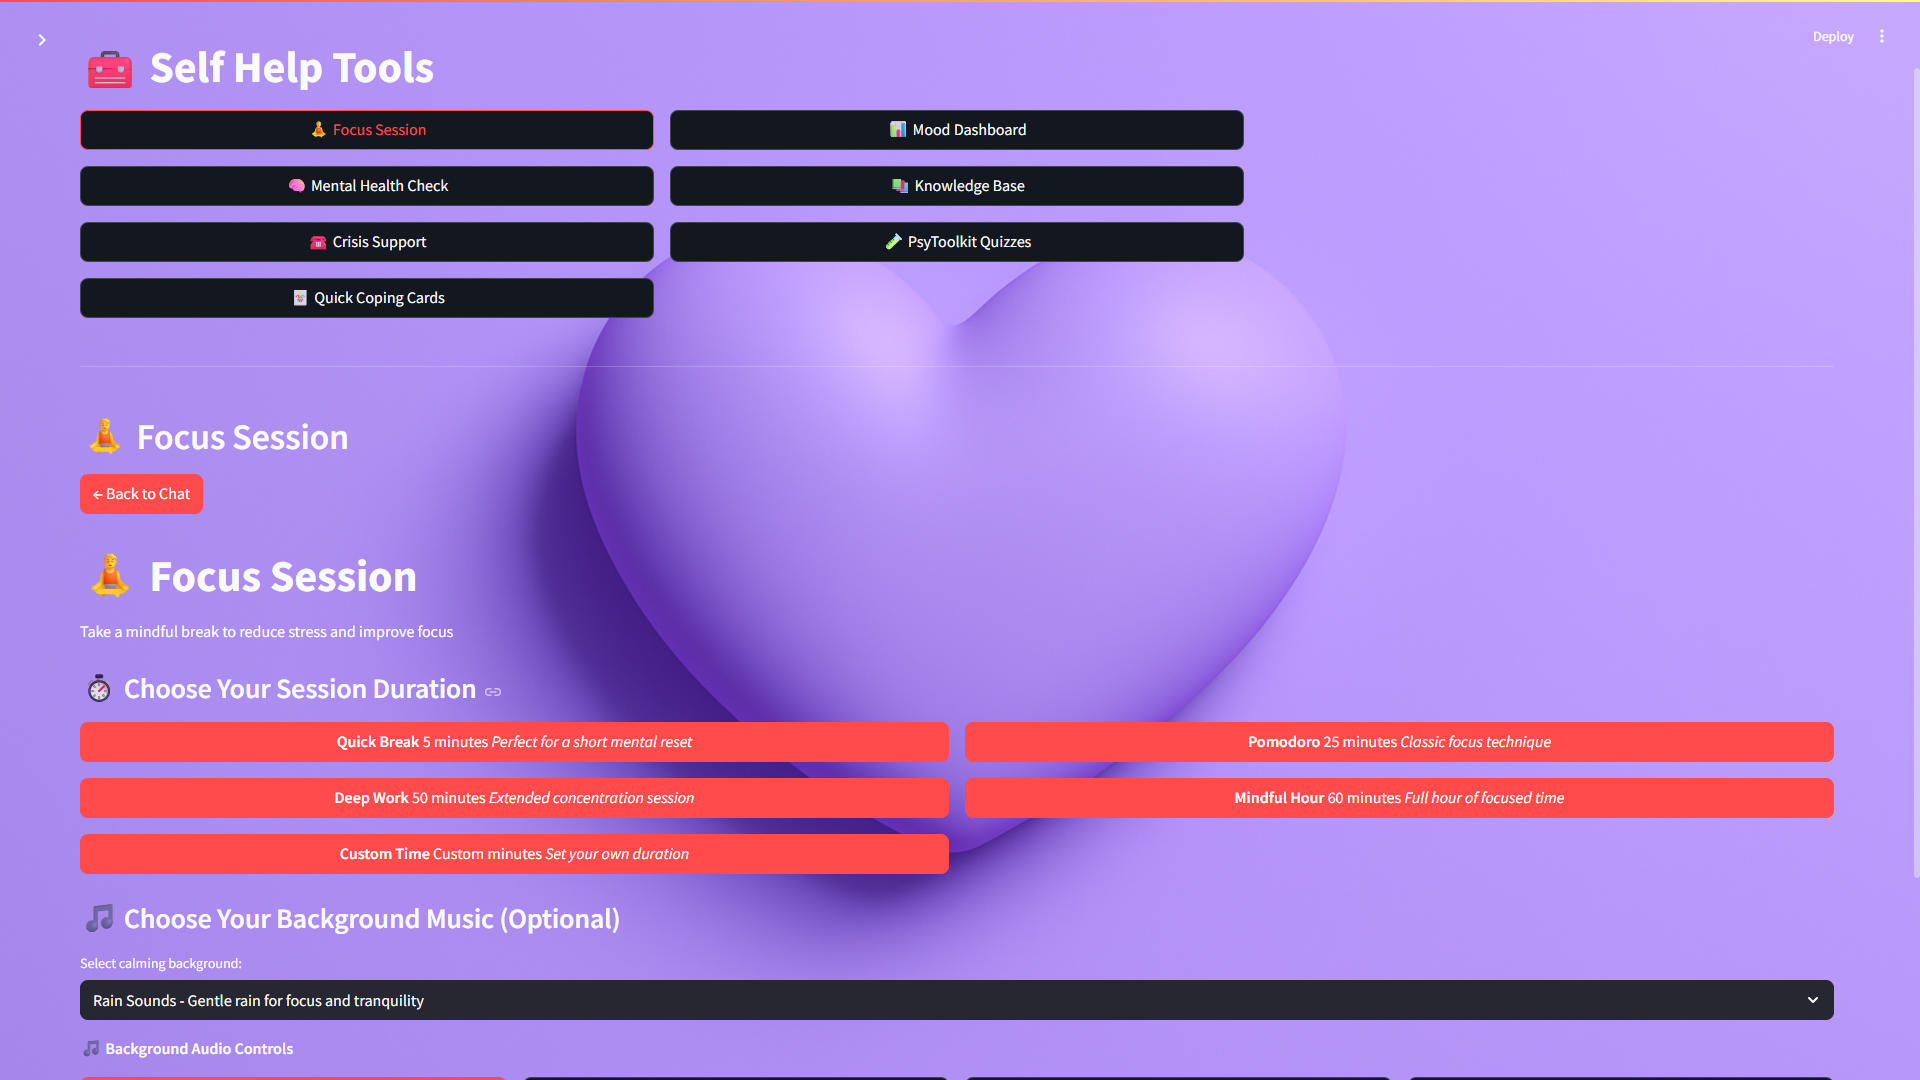 Deploy
Self Help Tools
Focus Session
Mood Dashboard
Mental Health Check
Knowledge Base
Crisis Support
PsyToolkit Quizzes
Quick Coping Cards
Focus Session
← Back to Chat
Focus Session
Take a mindful break to reduce stress and improve focus
Choose Your Session Duration
Quick Break 5 minutes Perfect for a short mental reset
Pomodoro 25 minutes Classic focus technique
Deep Work 50 minutes Extended concentration session
Mindful Hour 60 minutes Full hour of focused time
Custom Time Custom minutes Set your own duration
Choose Your Background Music (Optional)
Select calming background:
Rain Sounds - Gentle rain for focus and tranquility
Background Audio Controls